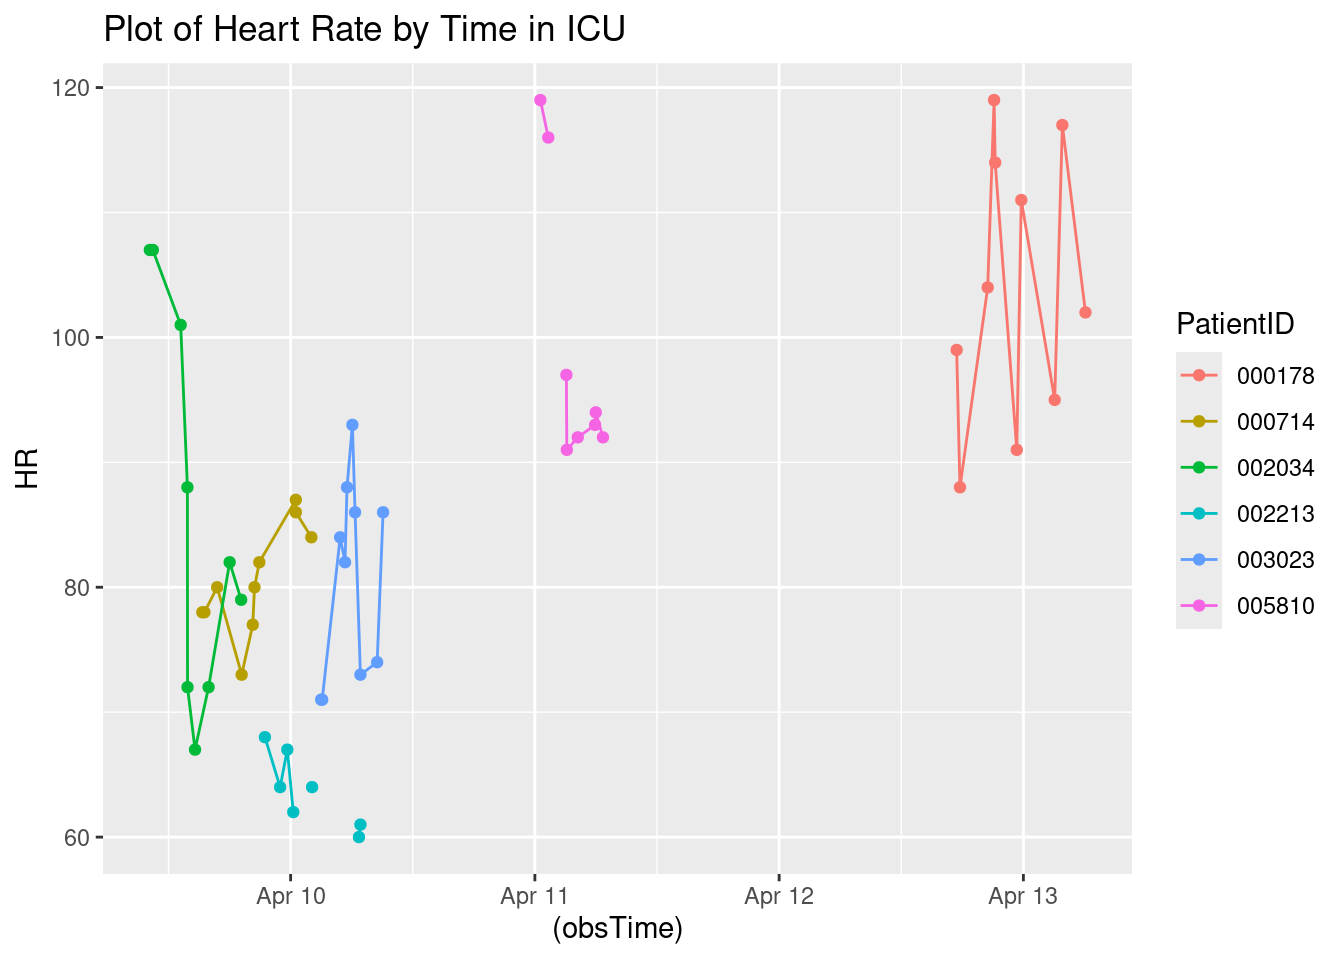 Plot of Heart Rate by Time in ICU
120
100
80
60
HR
Apr 10
Apr 11
Apr 12
Apr 13
(obsTime)
PatientID
000178
000714
002034
002213
003023
005810